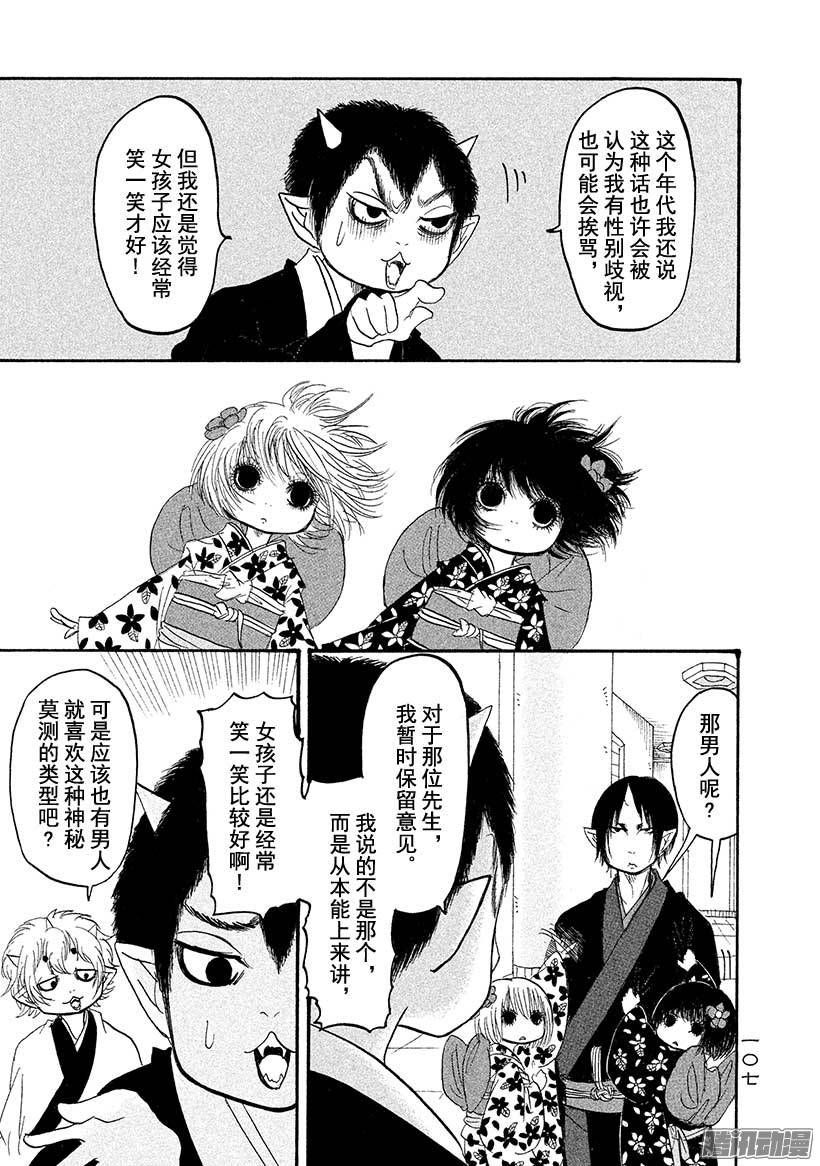 这个年代我还说
这种话也许会被
认为我有性别歧视,
也可能会挨骂,
但我还是觉得
女孩子应该经常
笑一笑才好!
那男人呢?
对于那位先生,
我暂时保留意见。
我说的不是那个,
而是从本能上来讲,
女孩子还是经常
笑一笑比较好啊!
可是应该也有男人
就喜欢这种神秘
莫测的类型吧?
一〇七
腾讯动漫